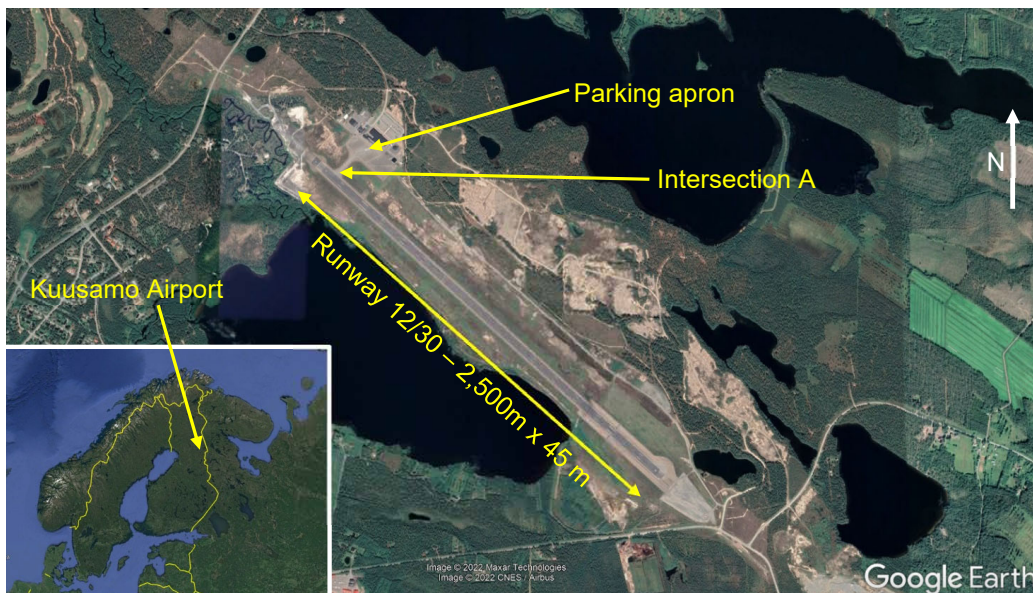 Parking apron
Intersection A
N
Runway 12/30 – 2,500m x 45 m
Kuusamo Airport
Image © 2022 Maxar Technologies
Image © 2022 CNES / Airbus
Google Earth